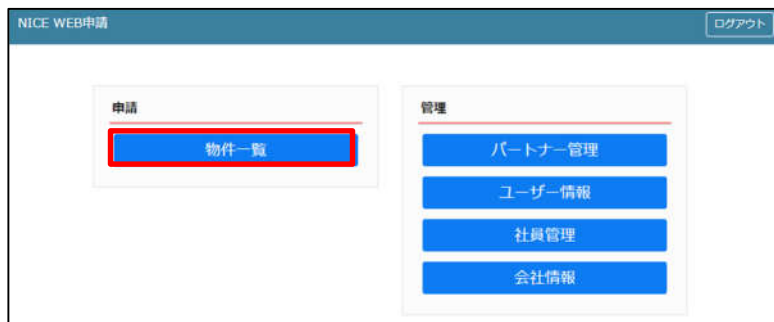 NICE WEB申請
ログアウト
申請
物件一覧
管理
パートナー管理
ユーザー情報
社員管理
会社情報